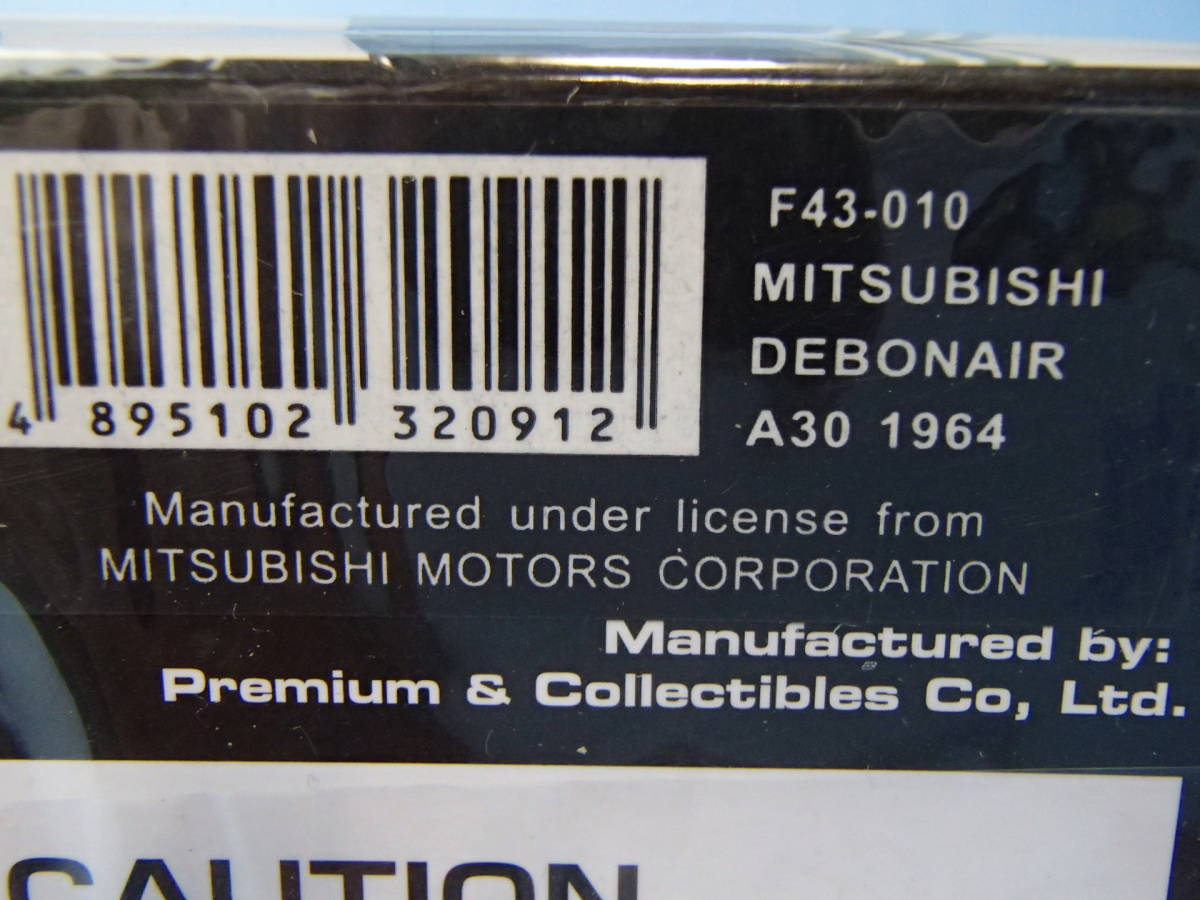 4 895102 320912
F43-010
MITSUBISHI
DEBONAIR
A30 1964
Manufactured under license from
MITSUBISHI MOTORS CORPORATION
Manufactured by:
Premium & Collectibles Co, Ltd.
CAUTION